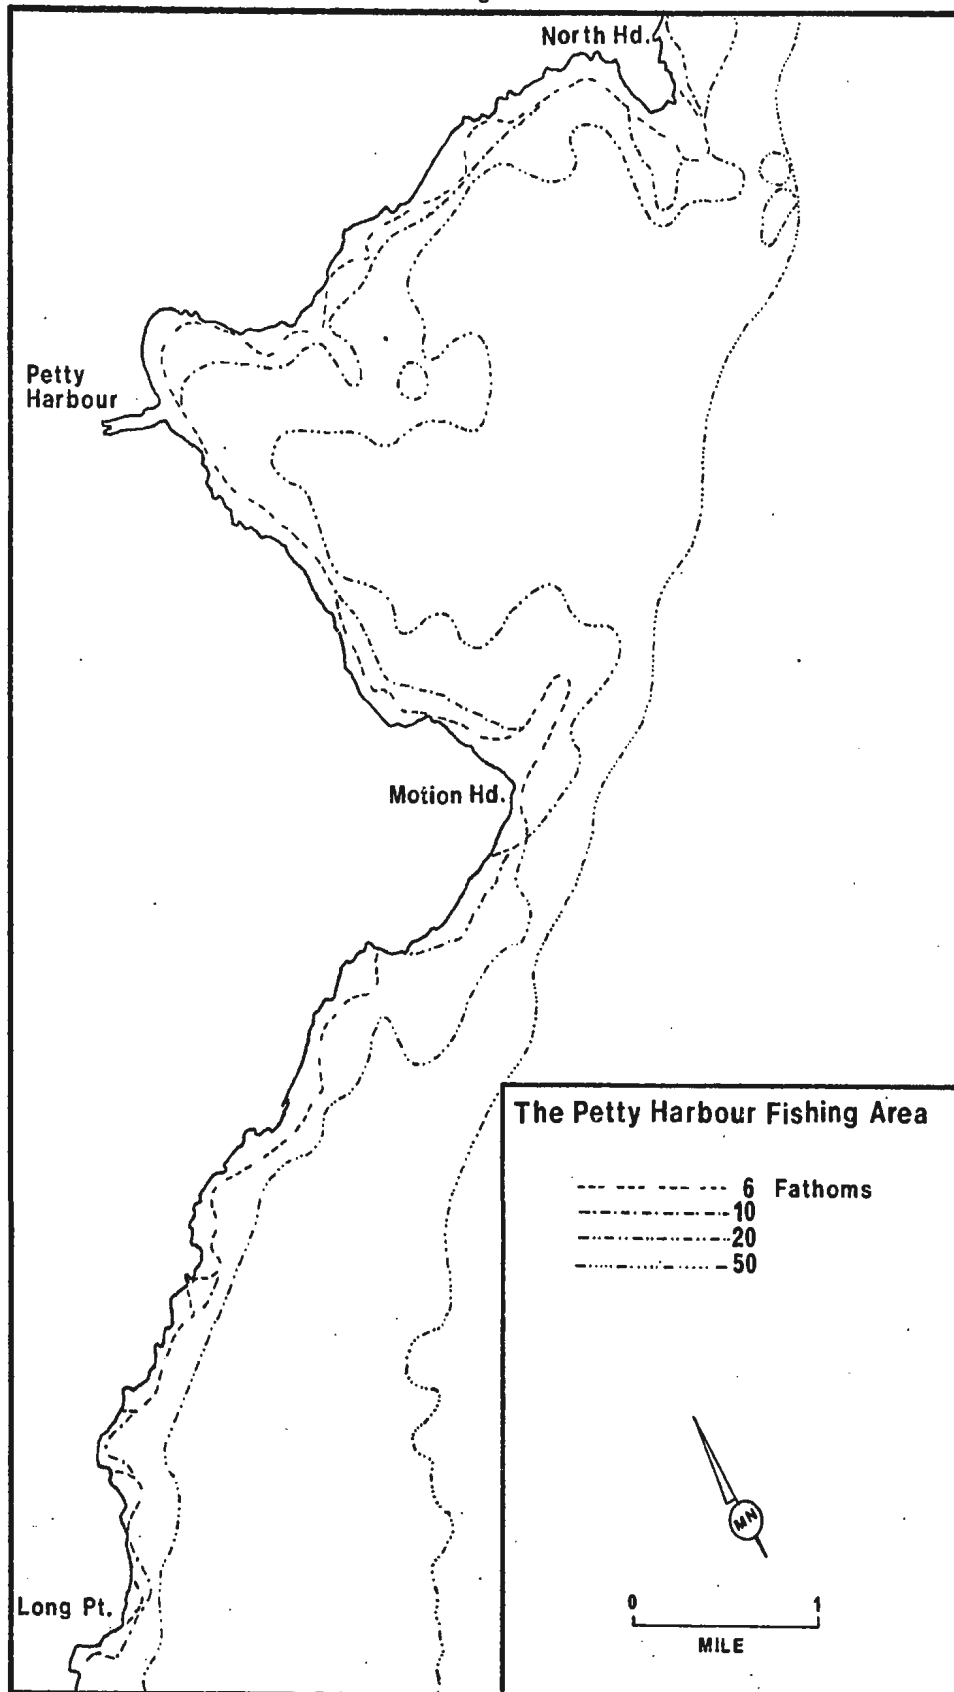 North Hd.
Petty
Harbour
Motion Hd.
The Petty Harbour Fishing Area
6 Fathoms
10
20
50
MN
0 1
MILE
Long Pt.